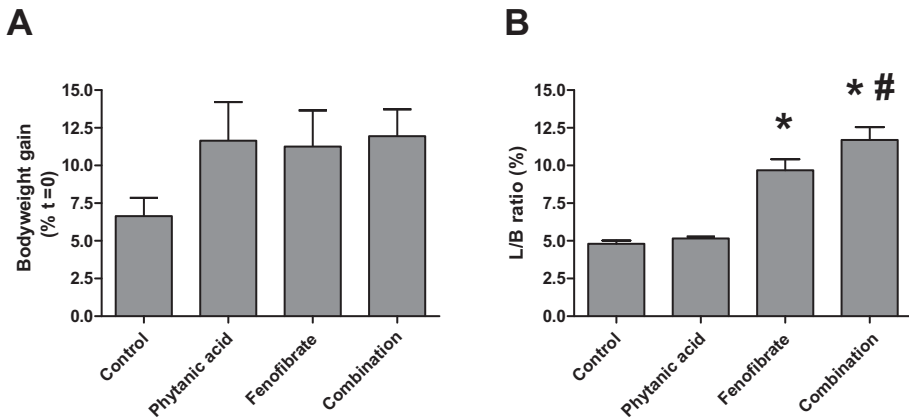 A
Bodyweight gain
(% t =0)
15.0
12.5
10.0
7.5
5.0
2.5
0.0
Control
Phytanic acid
Fenofibrate
Combination
B
L/B ratio (%)
15.0
12.5
10.0
7.5
5.0
2.5
0.0
*
* #
Control
Phytanic acid
Fenofibrate
Combination